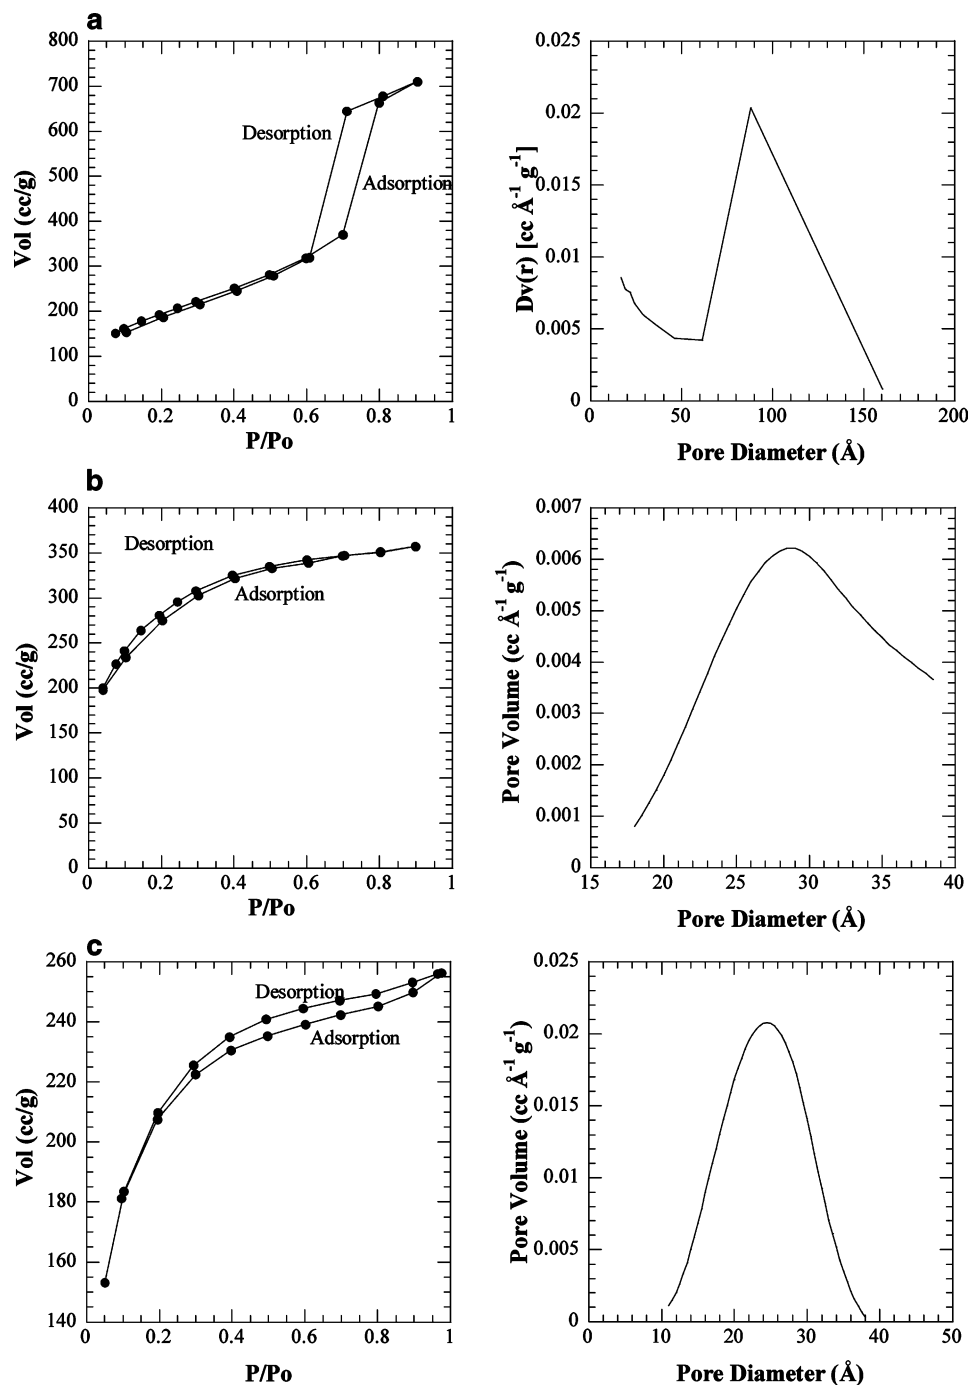 a
800
700
600
500
400
300
200
100
0
Vol (cc/g)
Desorption
Adsorption
0 0.2 0.4 0.6 0.8 1
P/Po
0.025
0.02
0.015
0.01
0.005
0
Dv(r) [cc Å-1 g-1]
0 50 100 150 200
Pore Diameter (Å)
b
400
350
300
250
200
150
100
50
0
Vol (cc/g)
Desorption
Adsorption
0 0.2 0.4 0.6 0.8 1
P/Po
0.007
0.006
0.005
0.004
0.003
0.002
0.001
0
Pore Volume (cc Å-1 g-1)
15 20 25 30 35 40
Pore Diameter (Å)
c
260
240
220
200
180
160
140
Vol (cc/g)
Desorption
Adsorption
0 0.2 0.4 0.6 0.8 1
P/Po
0.025
0.02
0.015
0.01
0.005
0
Pore Volume (cc Å-1 g-1)
0 10 20 30 40 50
Pore Diameter (Å)